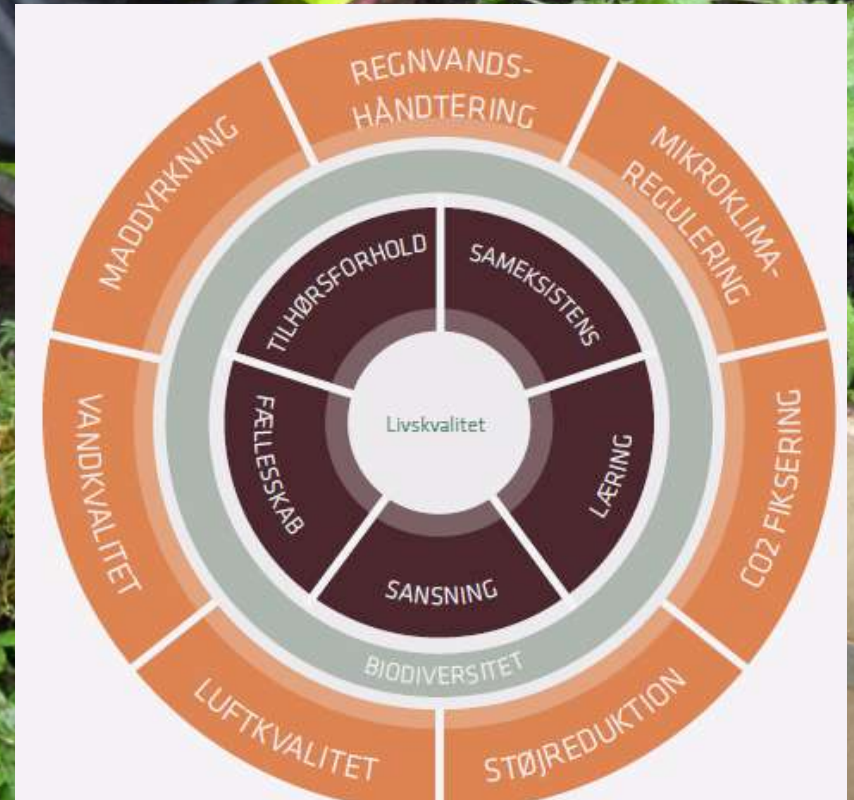 REGNVANDS-
HÅNDTERING
MIKROKLIMA-
REGULERING
CO2 FIKSERING
STØJREDUKTION
LUFTKVALITET
VANDKVALITET
MADDYRKNING
BIODIVERSITET
TILHØRSFORHOLD
SAMEKSISTENS
LÆRING
SANSNING
FÆLLESSKAB
Livskvalitet